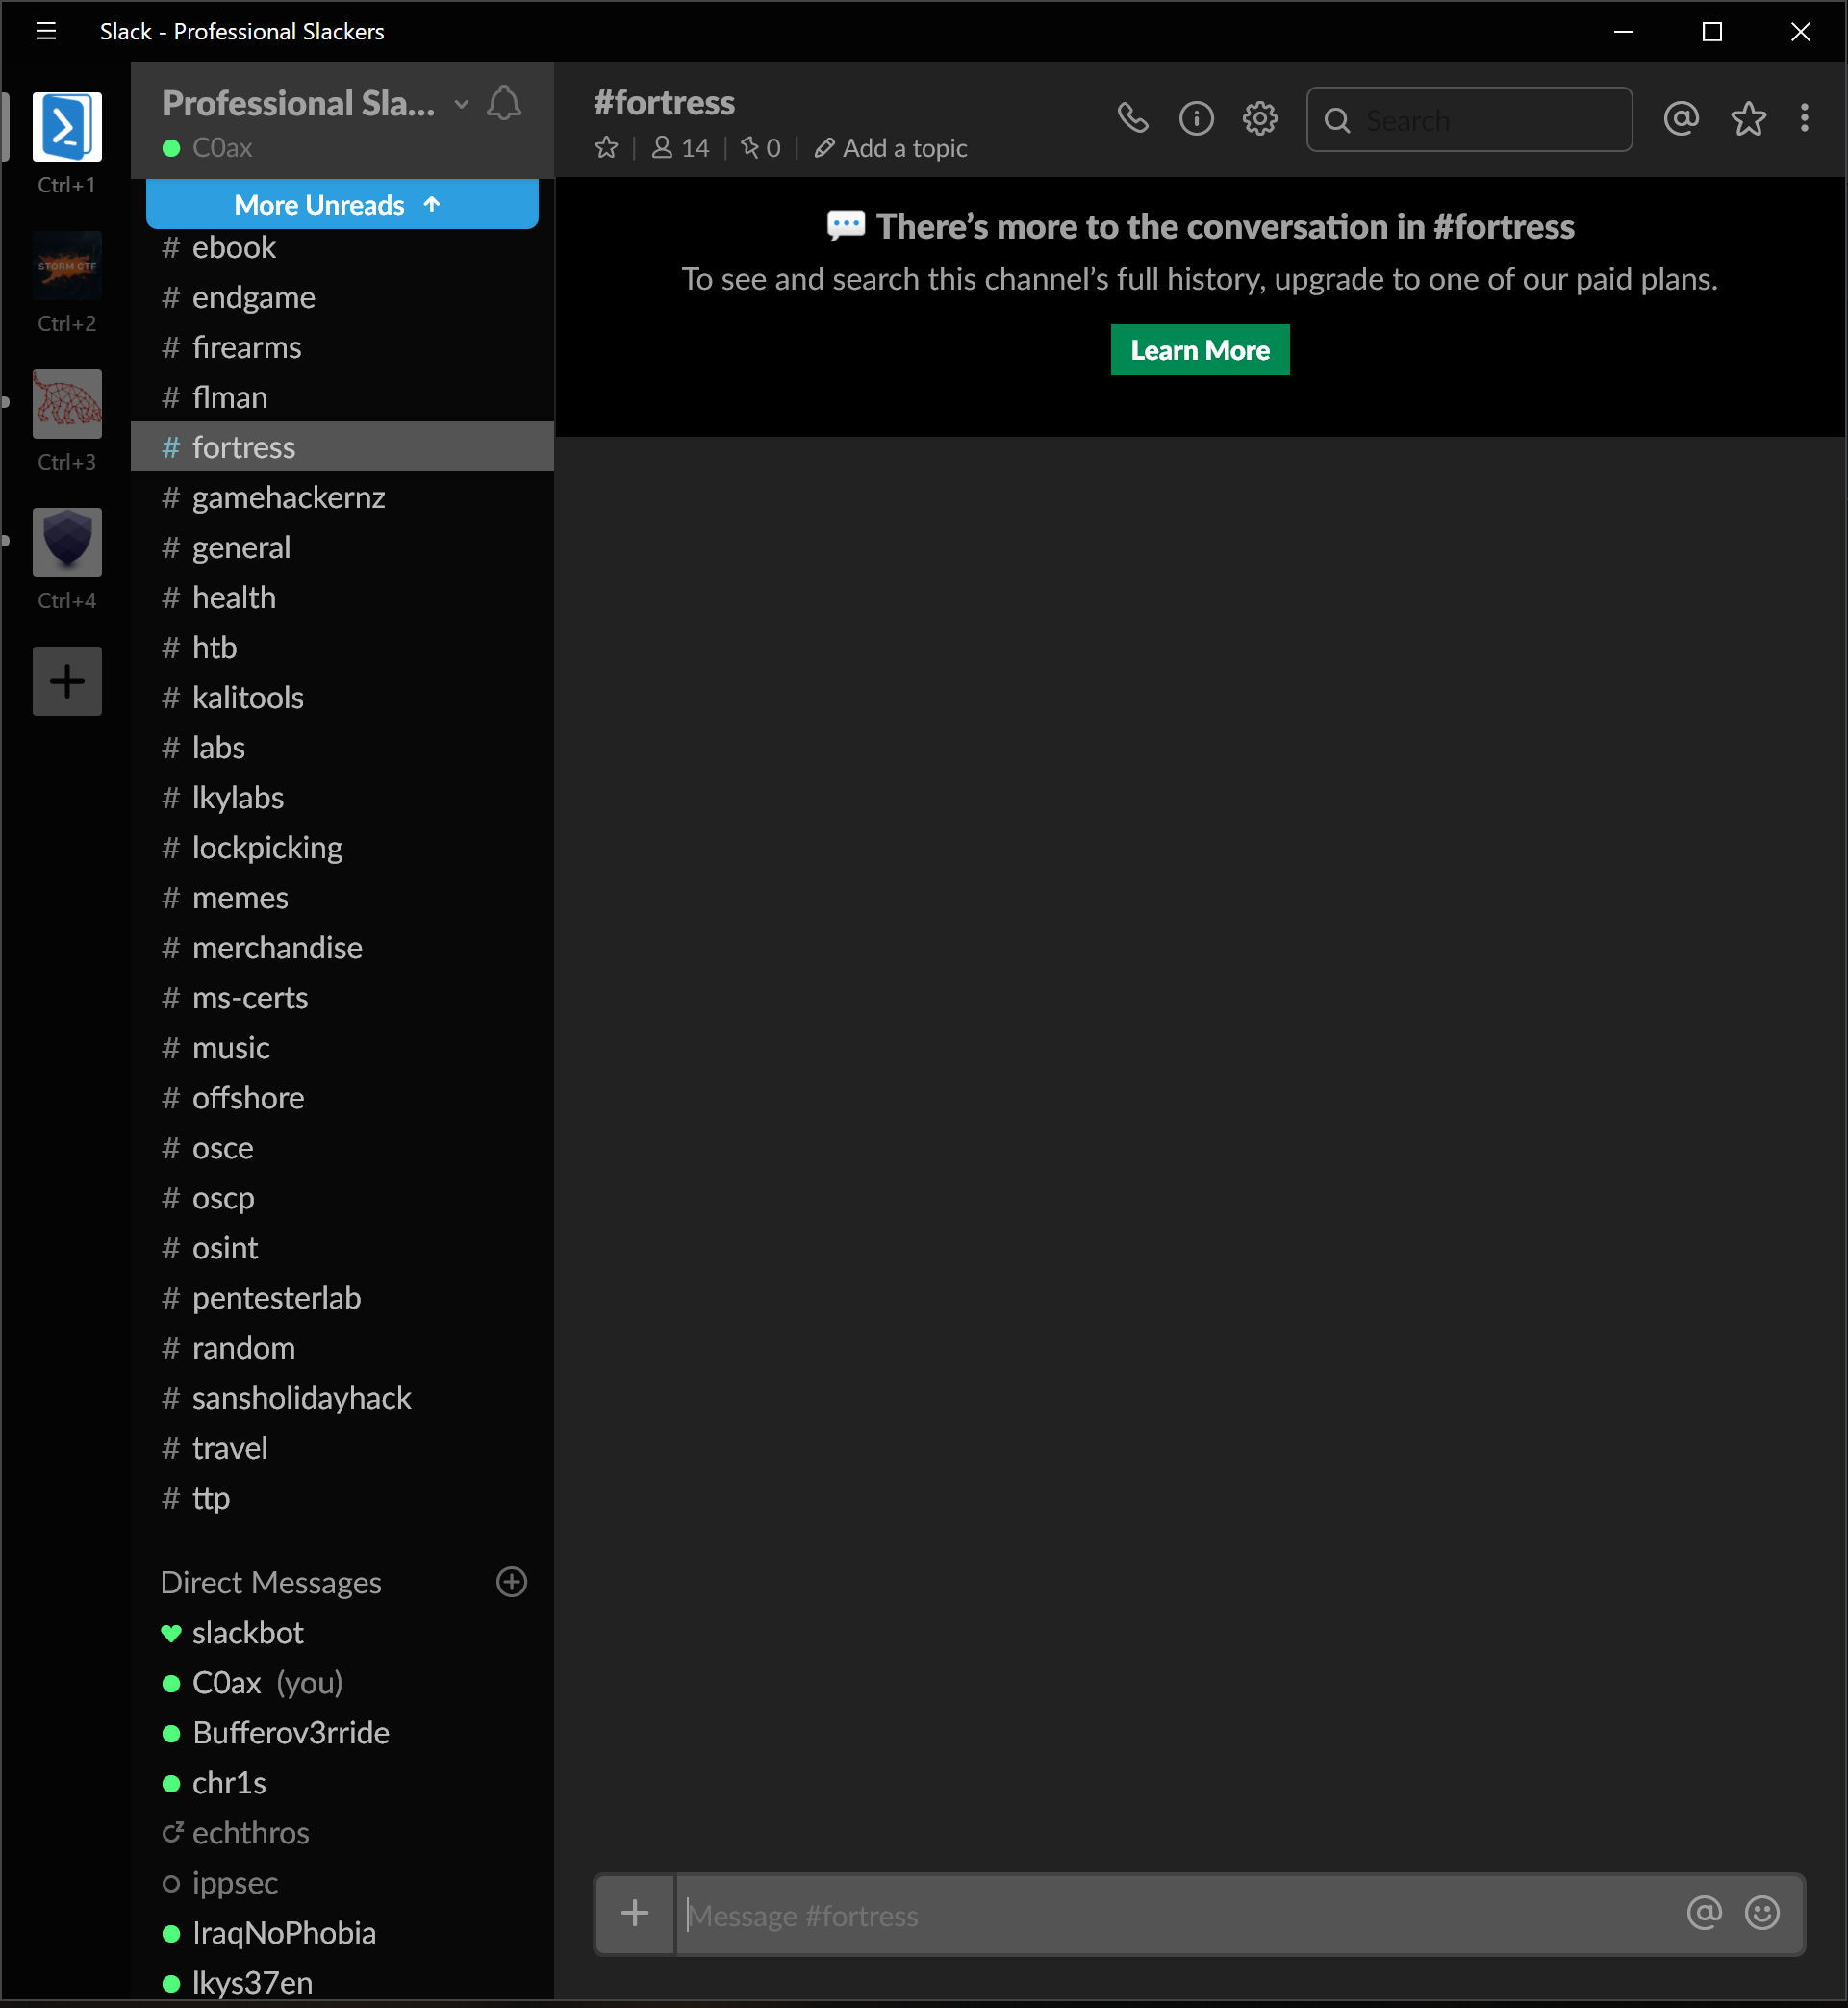 Slack - Professional Slackers
Ctrl+1
STORM CTF
Ctrl+2
Ctrl+3
Ctrl+4
Professional Sla...
C0ax
More Unreads
# ebook
# endgame
# firearms
# flman
# fortress
# gamehackernz
# general
# health
# htb
# kalitools
# labs
# lkylabs
# lockpicking
# memes
# merchandise
# ms-certs
# music
# offshore
# osce
# oscp
# osint
# pentesterlab
# random
# sansholidayhack
# travel
# ttp
Direct Messages
slackbot
C0ax (you)
Bufferov3rride
chr1s
echthros
ippsec
IraqNoPhobia
lkys37en
#fortress
14 | 0 | Add a topic
Search
There’s more to the conversation in #fortress
To see and search this channel’s full history, upgrade to one of our paid plans.
Learn More
Message #fortress